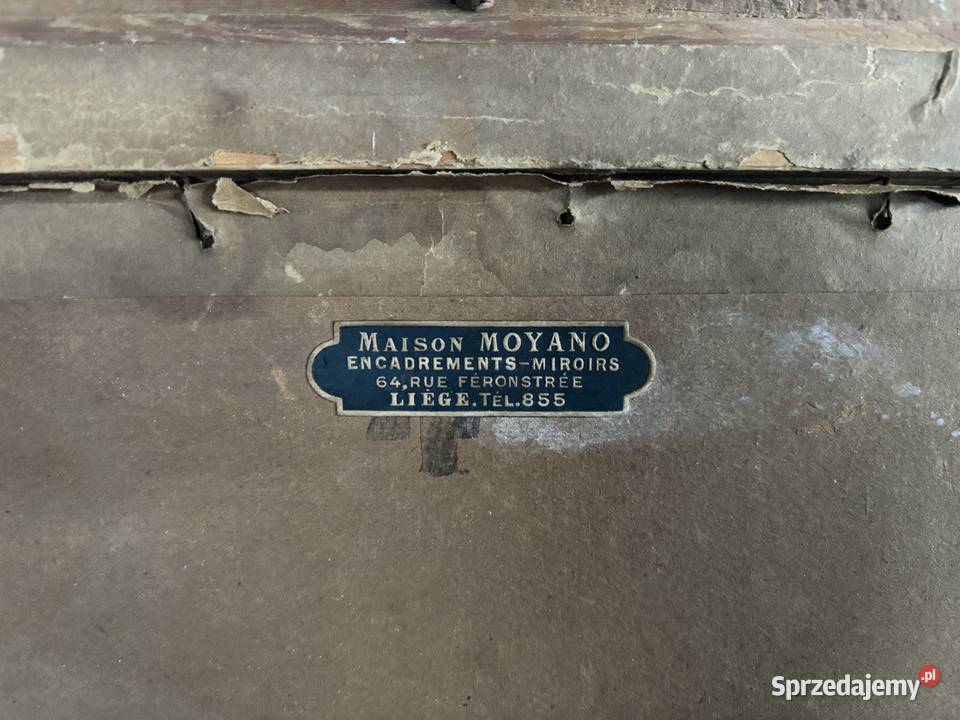 MAISON MOYANO
ENCADREMENTS-MIROIRS
64, RUE FÉRONSTRÉE
LIÈGE. TÉL. 855
Sprzedajemy.pl